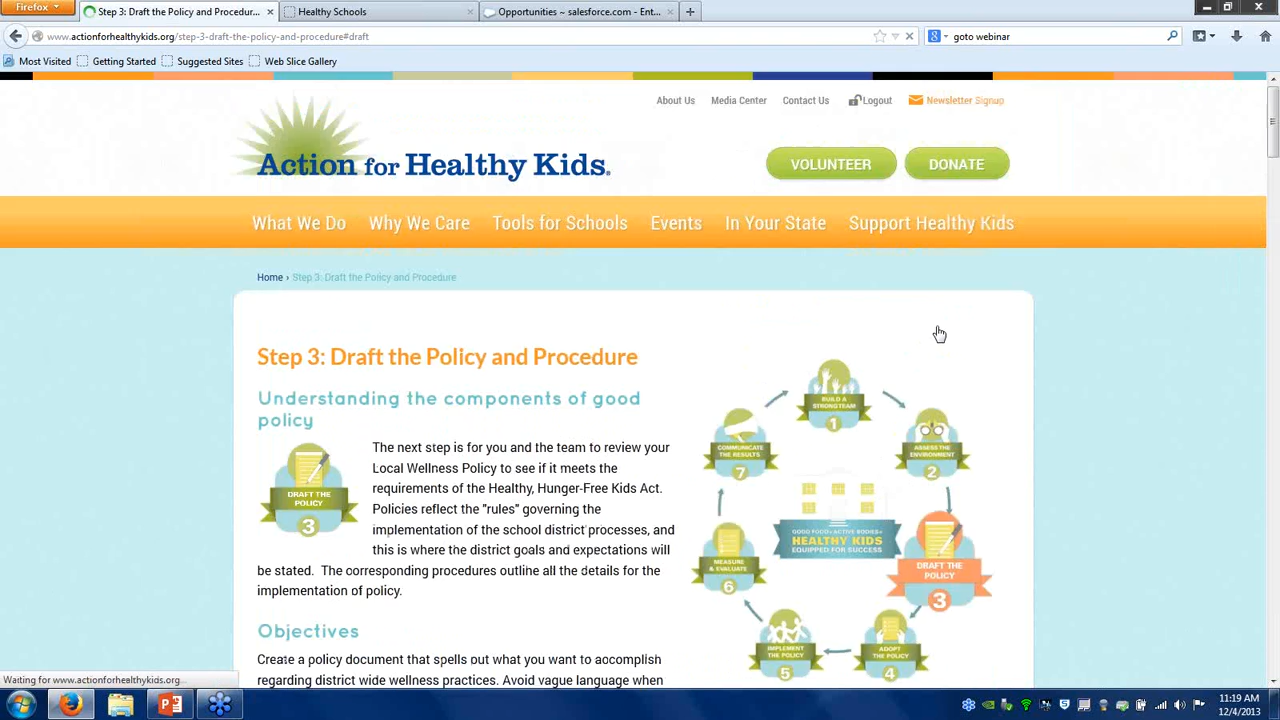 Firefox
Step 3: Draft the Policy and Procedur...
Healthy Schools
Opportunities ~ salesforce.com - Ent...
www.actionforhealthykids.org/step-3-draft-the-policy-and-procedure#draft
goto webinar
Most Visited
Getting Started
Suggested Sites
Web Slice Gallery
About Us
Media Center
Contact Us
Logout
Newsletter Signup
Action for Healthy Kids.
VOLUNTEER
DONATE
What We Do
Why We Care
Tools for Schools
Events
In Your State
Support Healthy Kids
Home › Step 3: Draft the Policy and Procedure
Step 3: Draft the Policy and Procedure
Understanding the components of good
policy
DRAFT THE
POLICY
3
The next step is for you and the team to review your
Local Wellness Policy to see if it meets the
requirements of the Healthy, Hunger-Free Kids Act.
Policies reflect the "rules" governing the
implementation of the school district processes, and
this is where the district goals and expectations will
be stated. The corresponding procedures outline all the details for the
implementation of policy.
Objectives
Create a policy document that spells out what you want to accomplish
regarding district wide wellness practices. Avoid vague language when
BUILD A
STRONG TEAM
1
ASSESS THE
ENVIRONMENT
2
DRAFT THE
POLICY
3
ADOPT THE
POLICY
4
IMPLEMENT
THE POLICY
5
MEASURE
& EVALUATE
6
COMMUNICATE
THE RESULTS
7
GOOD FOOD + ACTIVE BODIES =
HEALTHY KIDS
EQUIPPED FOR SUCCESS
Waiting for www.actionforhealthykids.org
11:19 AM
12/4/2013